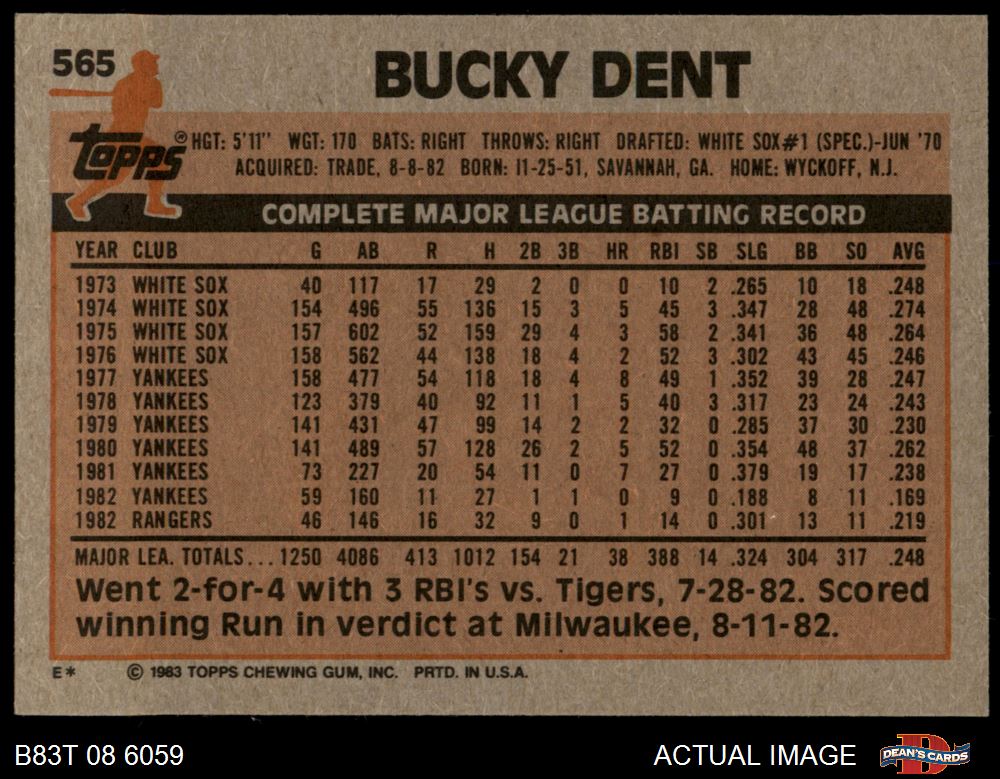 565
BUCKY DENT
Topps® HGT: 5'11" WGT: 170 BATS: RIGHT THROWS: RIGHT DRAFTED: WHITE SOX#1 (SPEC.)-JUN '70
ACQUIRED: TRADE, 8-8-82 BORN: 11-25-51, SAVANNAH, GA. HOME: WYCKOFF, N.J.
COMPLETE MAJOR LEAGUE BATTING RECORD
YEAR CLUB G AB R H 2B 3B HR RBI SB SLG BB SO AVG
1973 WHITE SOX 40 117 17 29 2 0 0 10 2 .265 10 18 .248
1974 WHITE SOX 154 496 55 136 15 3 5 45 3 .347 28 48 .274
1975 WHITE SOX 157 602 52 159 29 4 3 58 2 .341 36 48 .264
1976 WHITE SOX 158 562 44 138 18 4 2 52 3 .302 43 45 .246
1977 YANKEES 158 477 54 118 18 4 8 49 1 .352 39 28 .247
1978 YANKEES 123 379 40 92 11 1 5 40 3 .317 23 24 .243
1979 YANKEES 141 431 47 99 14 2 2 32 0 .285 37 30 .230
1980 YANKEES 141 489 57 128 26 2 5 52 0 .354 48 37 .262
1981 YANKEES 73 227 20 54 11 0 7 27 0 .379 19 17 .238
1982 YANKEES 59 160 11 27 1 1 0 9 0 .188 8 11 .169
1982 RANGERS 46 146 16 32 9 0 1 14 0 .301 13 11 .219
MAJOR LEA. TOTALS... 1250 4086 413 1012 154 21 38 388 14 .324 304 317 .248
Went 2-for-4 with 3 RBI's vs. Tigers, 7-28-82. Scored
winning Run in verdict at Milwaukee, 8-11-82.
E* © 1983 TOPPS CHEWING GUM, INC. PRTD. IN U.S.A.
B83T 08 6059 ACTUAL IMAGE DEAN'S CARDS